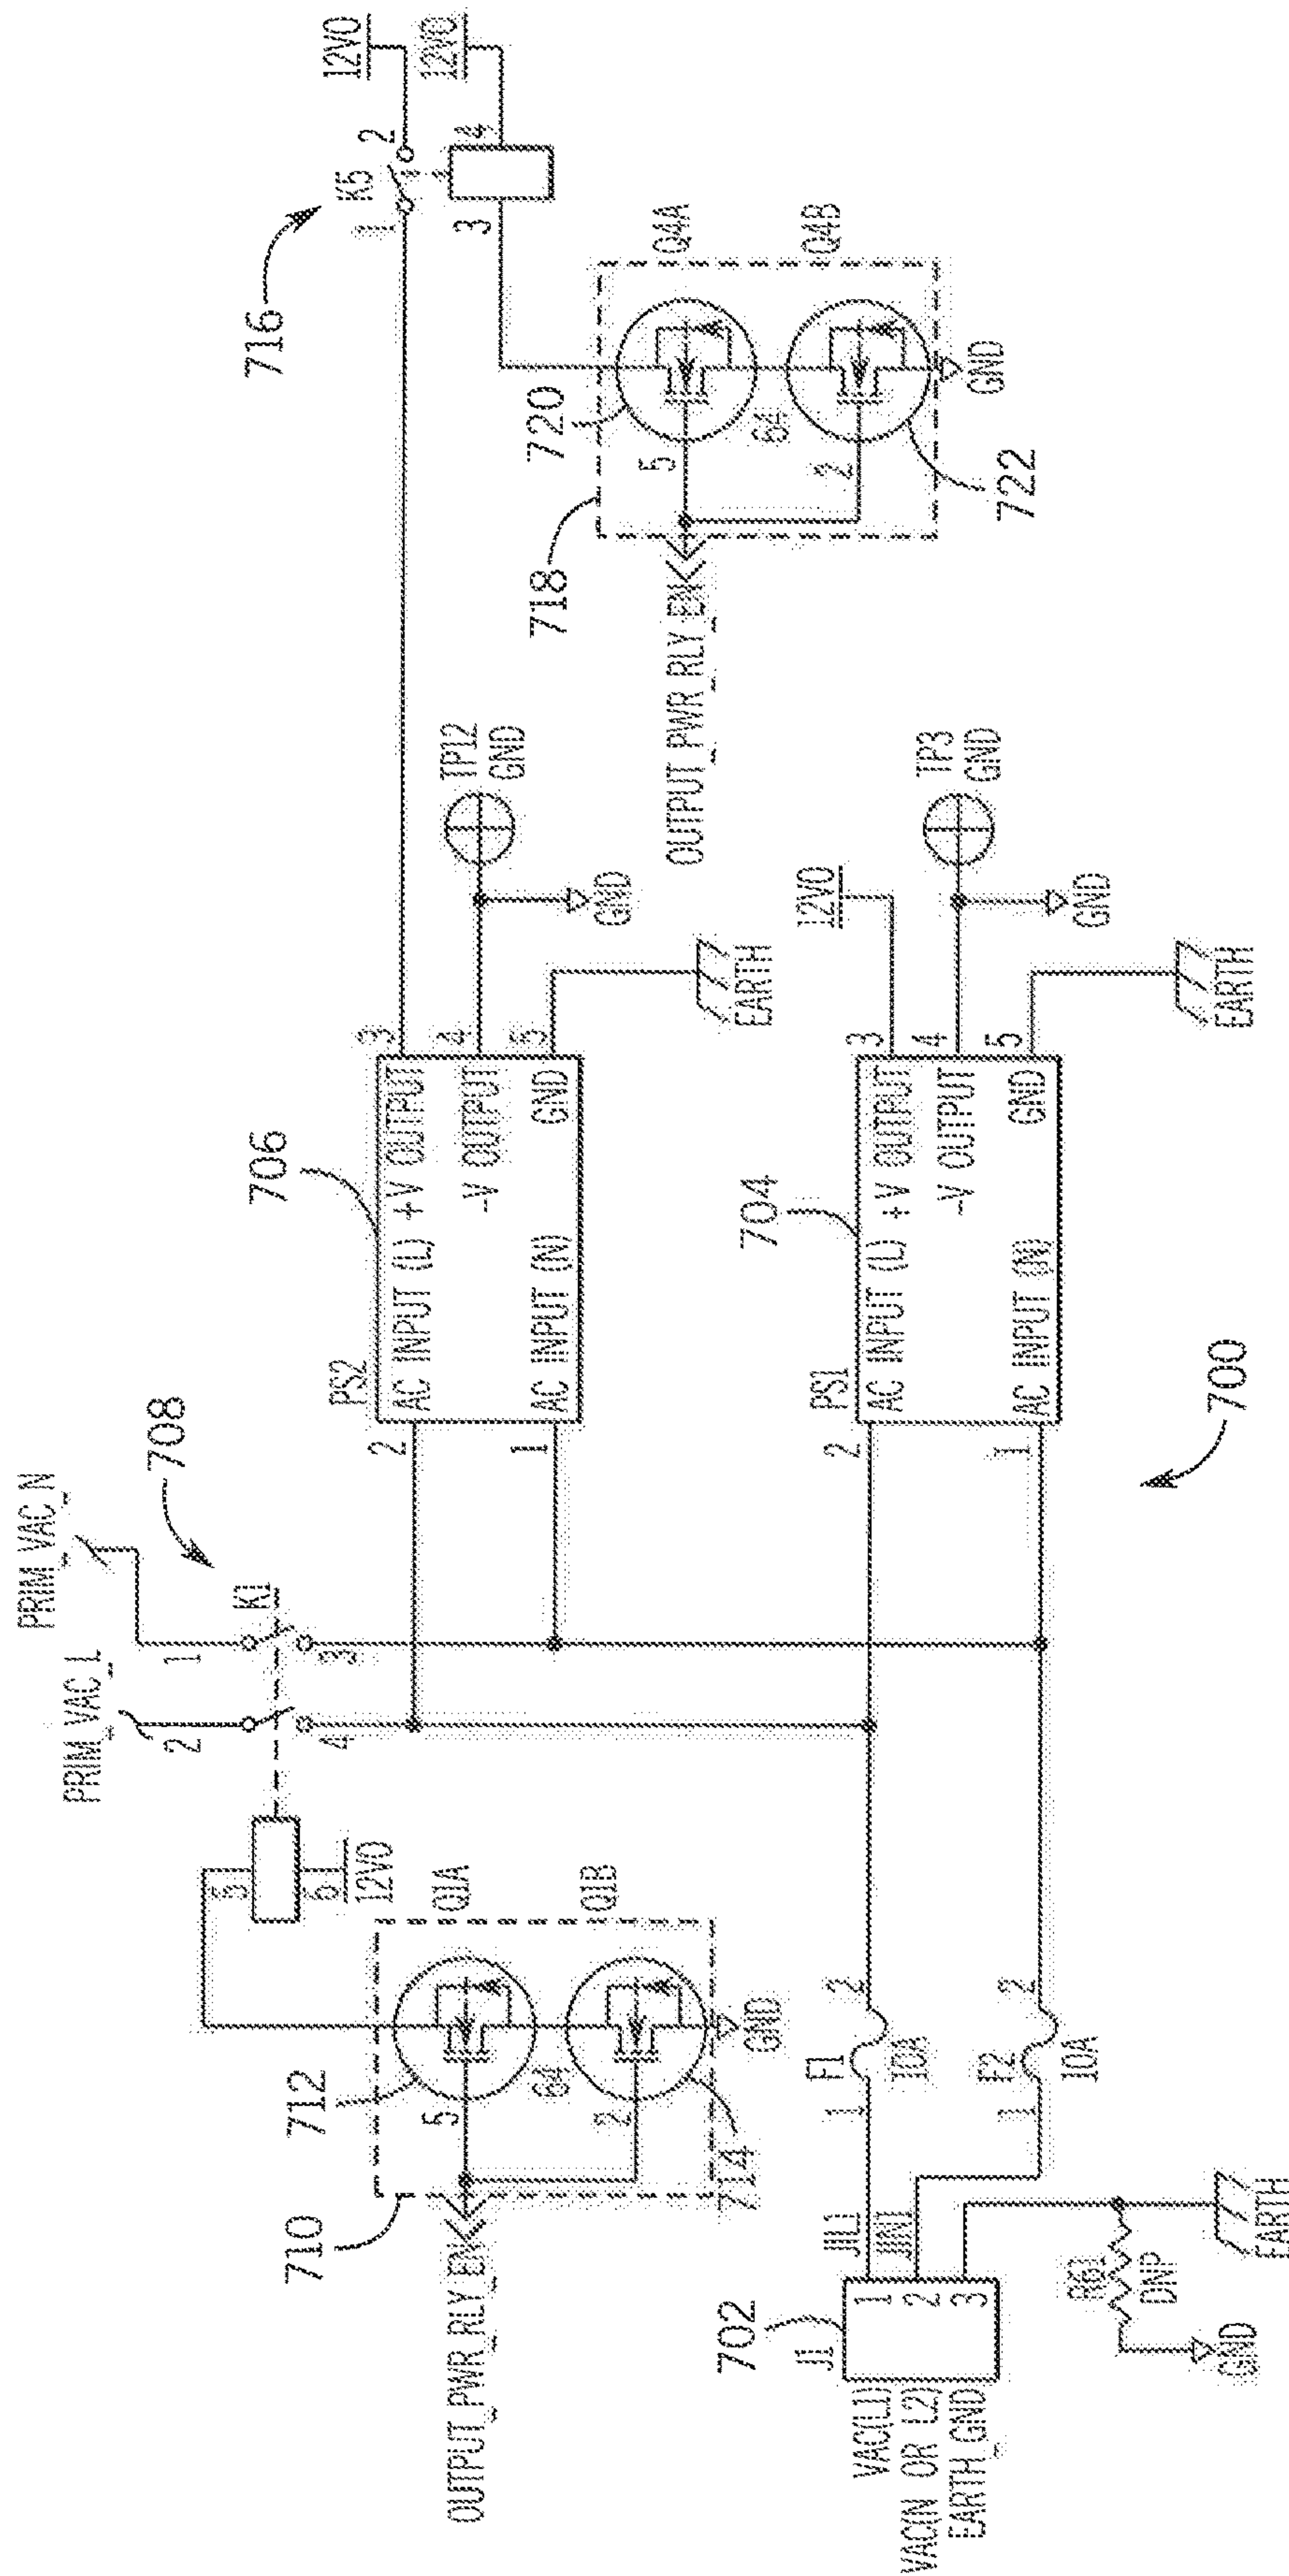 PRIM_VAC_N
PRIM_VAC_L
708
K1
1
2
3
4
5
6
12VO
OUTPUT_PWR_RLY_EN
710
712
714
Q1A
Q1B
5
64
2
GND
716
K5
1
2
12VO
3
4
12VO
OUTPUT_PWR_RLY_EN
718
720
722
Q4A
Q4B
5
64
2
GND
706
PS2
2
AC INPUT (L)
+V OUTPUT
3
-V OUTPUT
4
TP12
GND
GND
1
AC INPUT (N)
GND
5
EARTH
704
PS1
2
AC INPUT (L)
+V OUTPUT
3
12VO
-V OUTPUT
4
TP3
GND
GND
1
AC INPUT (N)
GND
5
EARTH
702
J1
VAC(L1)
1
JIL1
1
F1
10A
2
VAC(N OR L2)
2
JIN1
1
F2
10A
2
EARTH_GND
3
R61
DNP
GND
EARTH
700